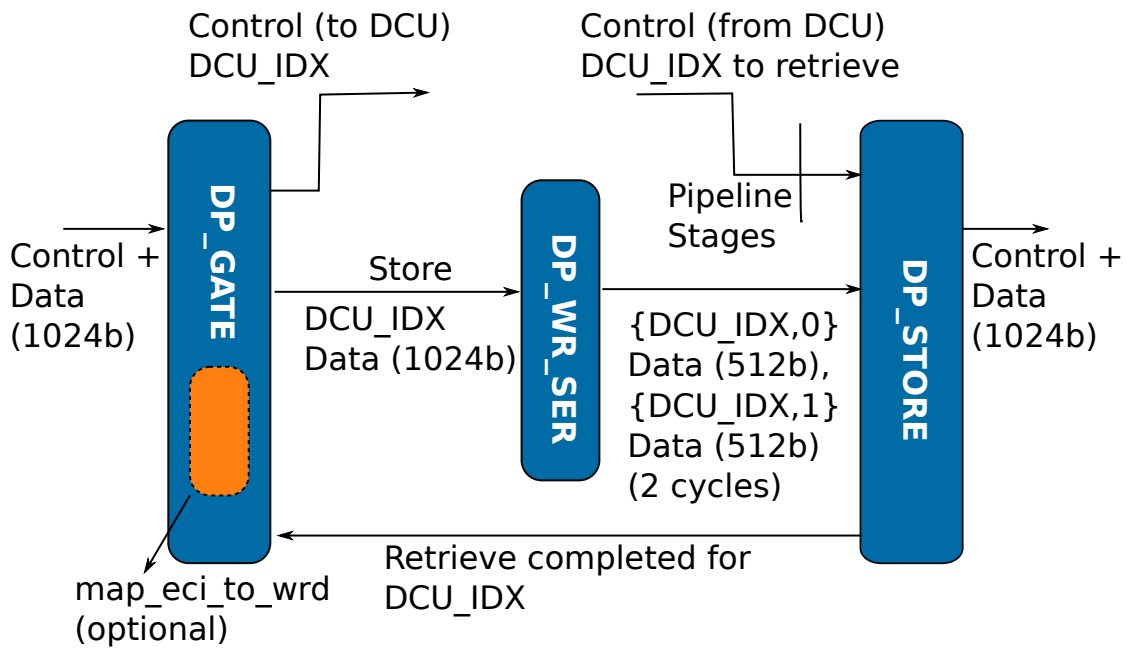 Control (to DCU)
DCU_IDX
Control (from DCU)
DCU_IDX to retrieve
Control +
Data
(1024b)
DP_GATE
Store
DCU_IDX
Data (1024b)
DP_WR_SER
Pipeline
Stages
{DCU_IDX,0}
Data (512b),
{DCU_IDX,1}
Data (512b)
(2 cycles)
DP_STORE
Control +
Data
(1024b)
Retrieve completed for
DCU_IDX
map_eci_to_wrd
(optional)